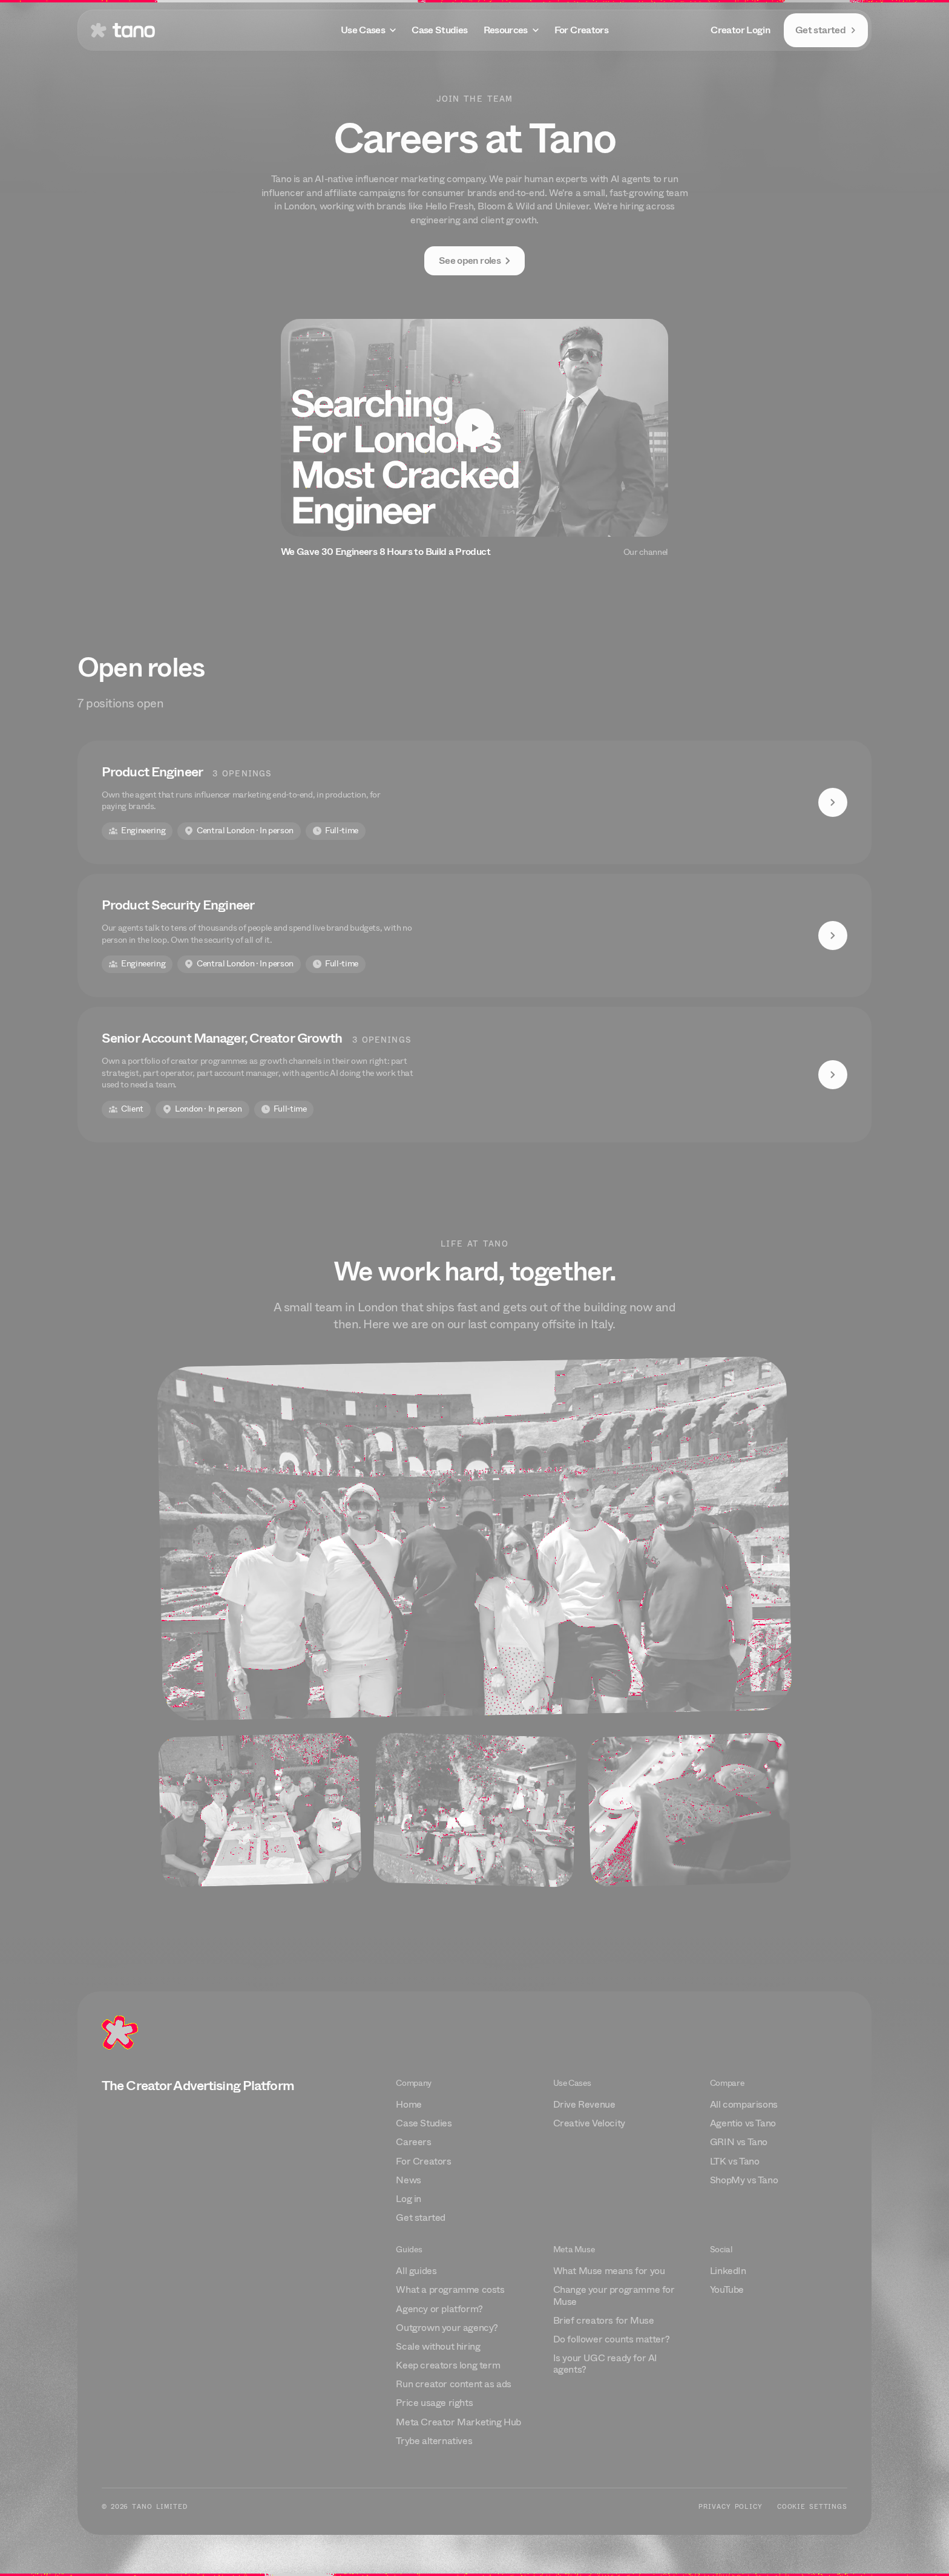 tano
Use Cases
Case Studies
Resources
For Creators
Creator Login
Get started
JOIN THE TEAM
Careers at Tano
Tano is an AI-native influencer marketing company. We pair human experts with AI agents to run
influencer and affiliate campaigns for consumer brands end-to-end. We're a small, fast-growing team
in London, working with brands like Hello Fresh, Bloom & Wild and Unilever. We're hiring across
engineering and client growth.
See open roles
Searching
For London's
Most Cracked
Engineer
We Gave 30 Engineers 8 Hours to Build a Product
Our channel
Open roles
7 positions open
Product Engineer 3 OPENINGS
Own the agent that runs influencer marketing end-to-end, in production, for
paying brands.
Engineering
Central London · In person
Full-time
Product Security Engineer
Our agents talk to tens of thousands of people and spend live brand budgets, with no
person in the loop. Own the security of all of it.
Engineering
Central London · In person
Full-time
Senior Account Manager, Creator Growth 3 OPENINGS
Own a portfolio of creator programmes as growth channels in their own right; part
strategist, part operator, part account manager, with agentic AI doing the work that
used to need a team.
Client
London · In person
Full-time
LIFE AT TANO
We work hard, together.
A small team in London that ships fast and gets out of the building now and
then. Here we are on our last company offsite in Italy.
The Creator Advertising Platform
Company
Home
Case Studies
Careers
For Creators
News
Log in
Get started
Use Cases
Drive Revenue
Creative Velocity
Compare
All comparisons
Agentio vs Tano
GRIN vs Tano
LTK vs Tano
ShopMy vs Tano
Guides
All guides
What a programme costs
Agency or platform?
Outgrown your agency?
Scale without hiring
Keep creators long term
Run creator content as ads
Price usage rights
Meta Creator Marketing Hub
Trybe alternatives
Meta Muse
What Muse means for you
Change your programme for
Muse
Brief creators for Muse
Do follower counts matter?
Is your UGC ready for AI
agents?
Social
LinkedIn
YouTube
© 2026 TANO LIMITED
PRIVACY POLICY
COOKIE SETTINGS